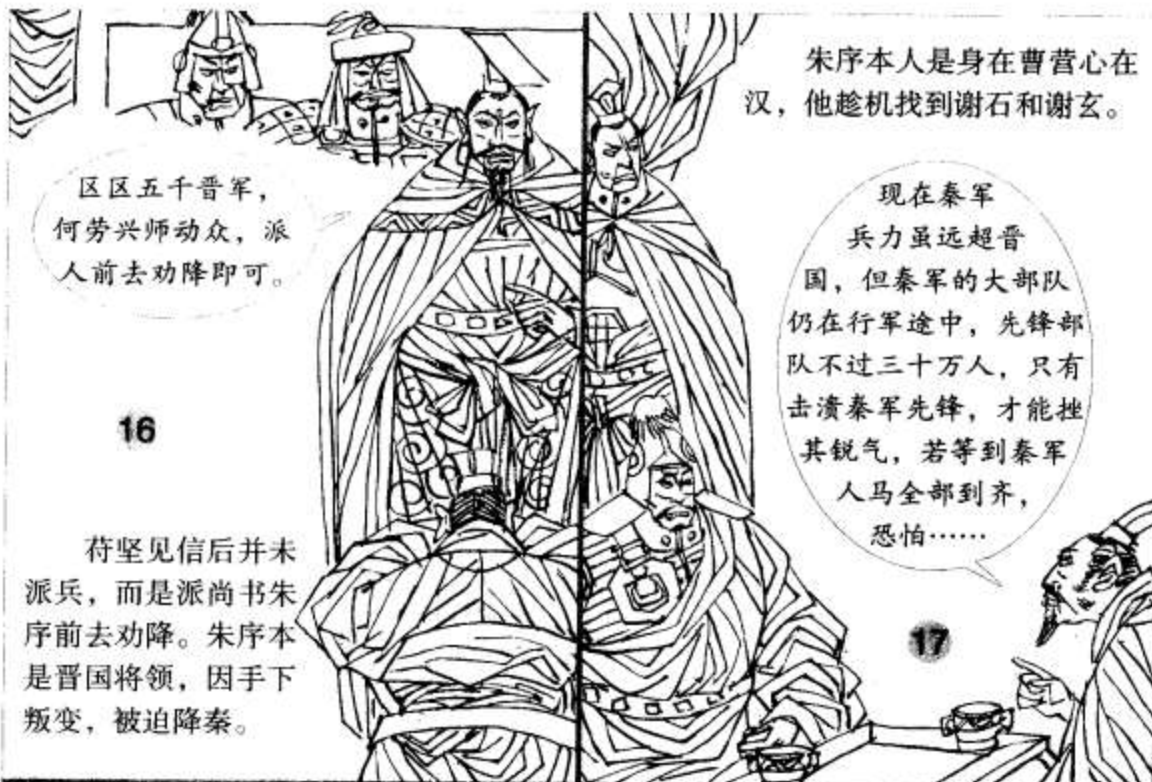 区区五千晋军，
何劳兴师动众，派
人前去劝降即可。
16
苻坚见信后并未
派兵，而是派尚书朱
序前去劝降。朱序本
是晋国将领，因手下
叛变，被迫降秦。
朱序本人是身在曹营心在
汉，他趁机找到谢石和谢玄。
现在秦军
兵力虽远超晋
国，但秦军的大部队
仍在行军途中，先锋部
队不过三十万人，只有
击溃秦军先锋，才能挫
其锐气，若等到秦军
人马全部到齐，
恐怕……
17